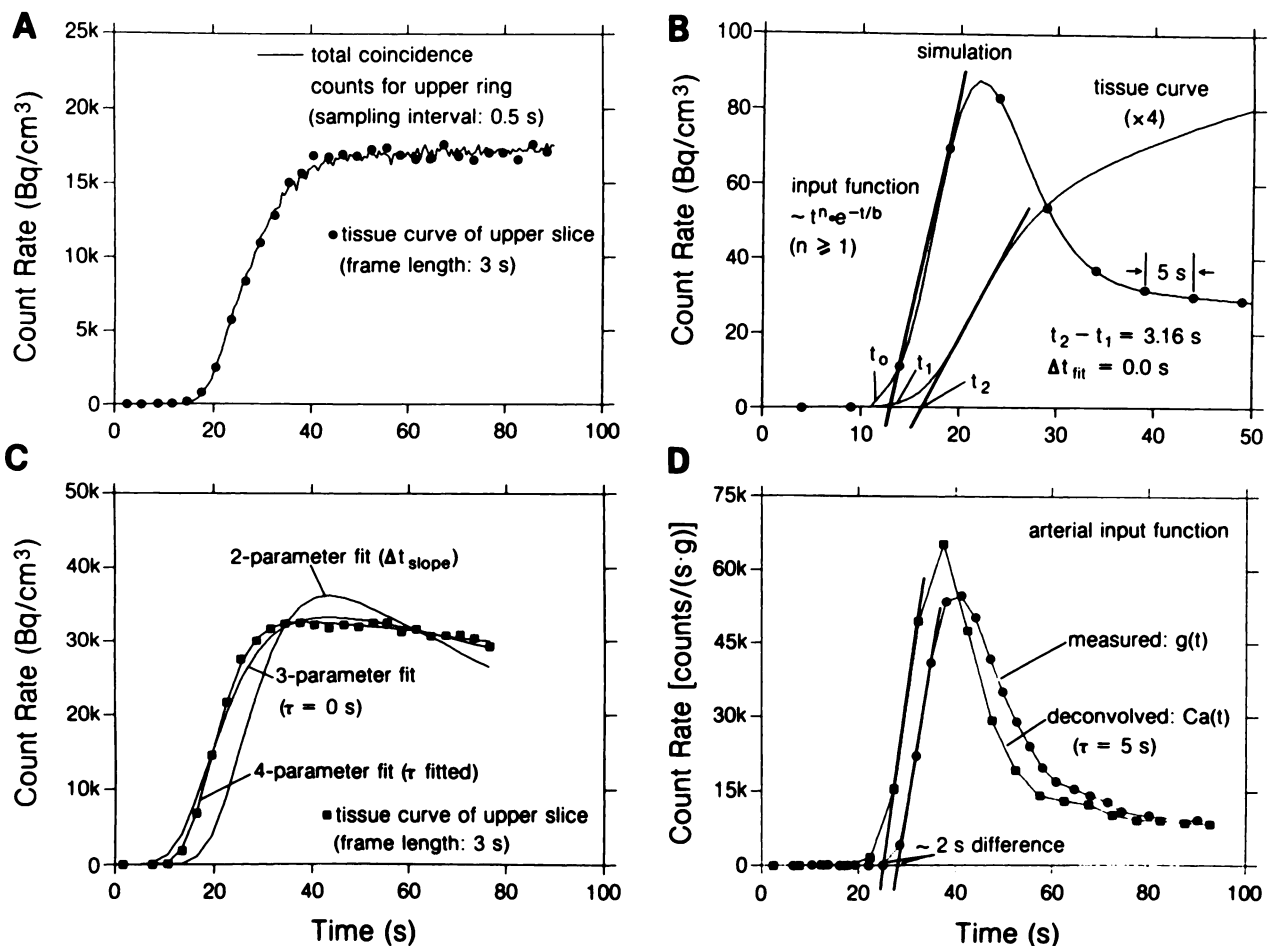 A
25k
20k
15k
10k
5k
0
Count Rate (Bq/cm³)
total coincidence
counts for upper ring
(sampling interval: 0.5 s)
tissue curve of upper slice
(frame length: 3 s)
0 20 40 60 80 100
B
100
80
60
40
20
0
Count Rate (Bq/cm³)
simulation
tissue curve
(×4)
input function
~ tⁿ•e⁻ᵗ/ᵇ
(n ⩾ 1)
5 s
t₂ – t₁ = 3.16 s
Δt fit = 0.0 s
t₀
t₁
t₂
0 10 20 30 40 50
C
50k
40k
30k
20k
10k
0
Count Rate (Bq/cm³)
2-parameter fit (Δt slope)
3-parameter fit
(τ = 0 s)
4-parameter fit (τ fitted)
tissue curve of upper slice
(frame length: 3 s)
0 20 40 60 80 100
Time (s)
D
75k
60k
45k
30k
15k
0
Count Rate [counts/(s·g)]
arterial input function
measured: g(t)
deconvolved: Ca(t)
(τ = 5 s)
~ 2 s difference
0 20 40 60 80 100
Time (s)